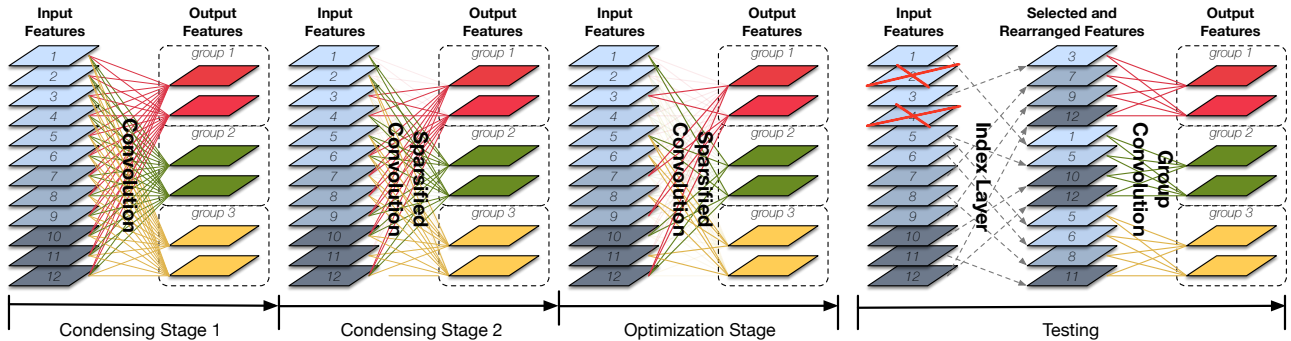 Input
Features
Output
Features
1
2
3
4
5
6
7
8
9
10
11
12
Convolution
group 1
group 2
group 3
Condensing Stage 1
Input
Features
Output
Features
1
2
3
4
5
6
7
8
9
10
11
12
Sparsified
Convolution
group 1
group 2
group 3
Condensing Stage 2
Input
Features
Output
Features
1
2
3
4
5
6
7
8
9
10
11
12
Sparsified
Convolution
group 1
group 2
group 3
Optimization Stage
Input
Features
Selected and
Rearranged Features
Output
Features
1
2
3
4
5
6
7
8
9
10
11
12
Index Layer
3
7
9
12
1
5
10
12
5
6
8
11
Group
Convolution
group 1
group 2
group 3
Testing